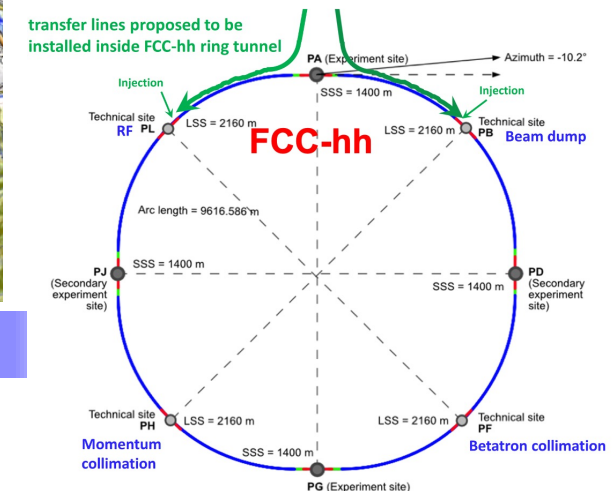 transfer lines proposed to be
installed inside FCC-hh ring tunnel
PA (Experiment site)
Azimuth = -10.2°
Injection
SSS = 1400 m
Injection
Technical site
RF PL
LSS = 2160 m
FCC-hh
LSS = 2160 m
Technical site
PB
Beam dump
Arc length = 9616.586 m
PJ
(Secondary
experiment
site)
SSS = 1400 m
SSS = 1400 m
PD
(Secondary
experiment
site)
Technical site
PH
LSS = 2160 m
LSS = 2160 m
Technical site
PF
Momentum
collimation
Betatron collimation
SSS = 1400 m
PG (Experiment site)